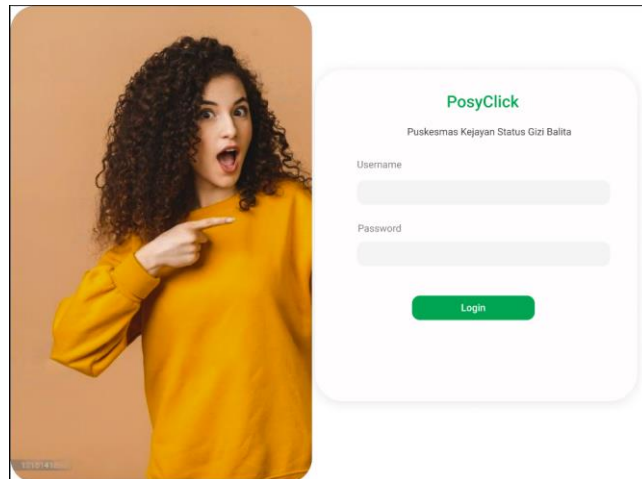 PosyClick
Puskesmas Kejayan Status Gizi Balita
Username
Password
Login